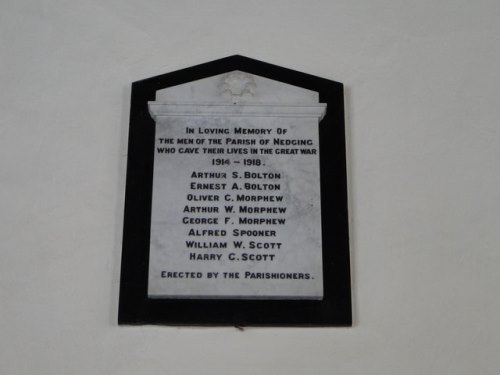 In Loving Memory Of
the men of the Parish of Nedging
who gave their lives in the Great War
1914 – 1918.
Arthur S. Bolton
Ernest A. Bolton
Oliver C. Morphew
Arthur W. Morphew
George F. Morphew
Alfred Spooner
William W. Scott
Harry C. Scott
Erected by the Parishioners.